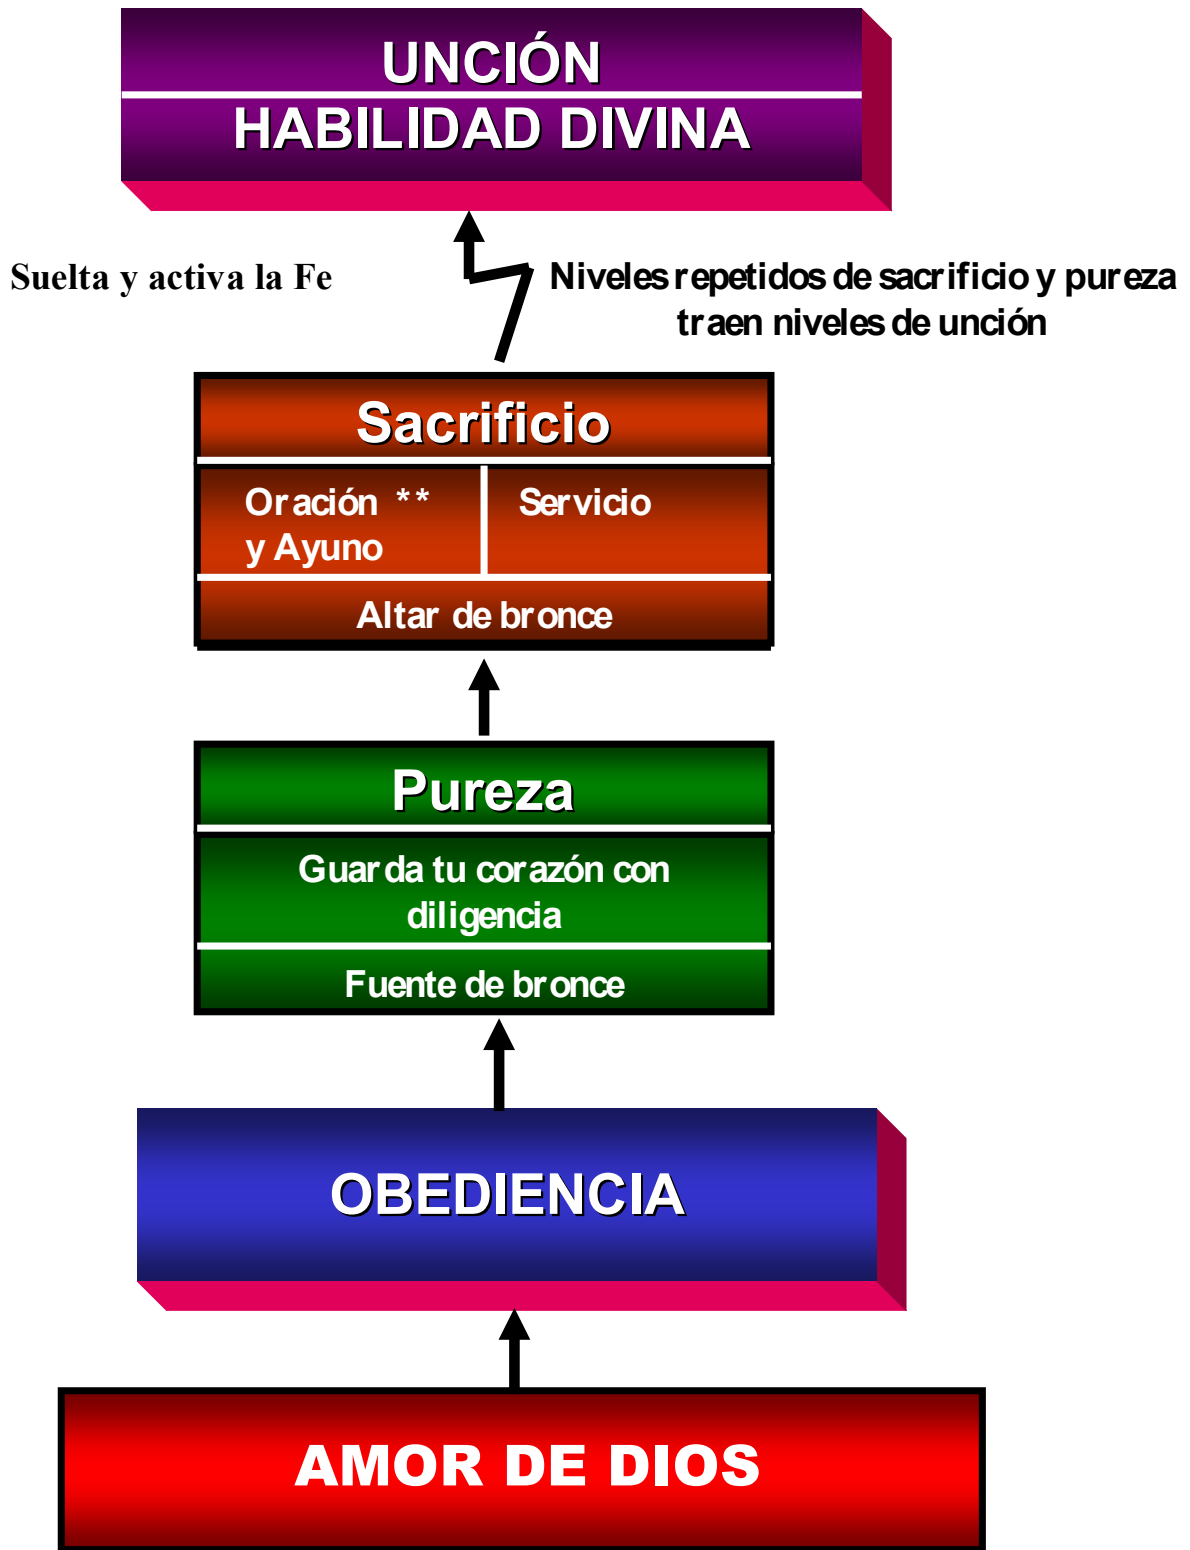 UNCIÓN
HABILIDAD DIVINA
Suelta y activa la Fe
Niveles repetidos de sacrificio y pureza
traen niveles de unción
Sacrificio
Oración **
y Ayuno
Servicio
Altar de bronce
Pureza
Guarda tu corazón con
diligencia
Fuente de bronce
OBEDIENCIA
AMOR DE DIOS